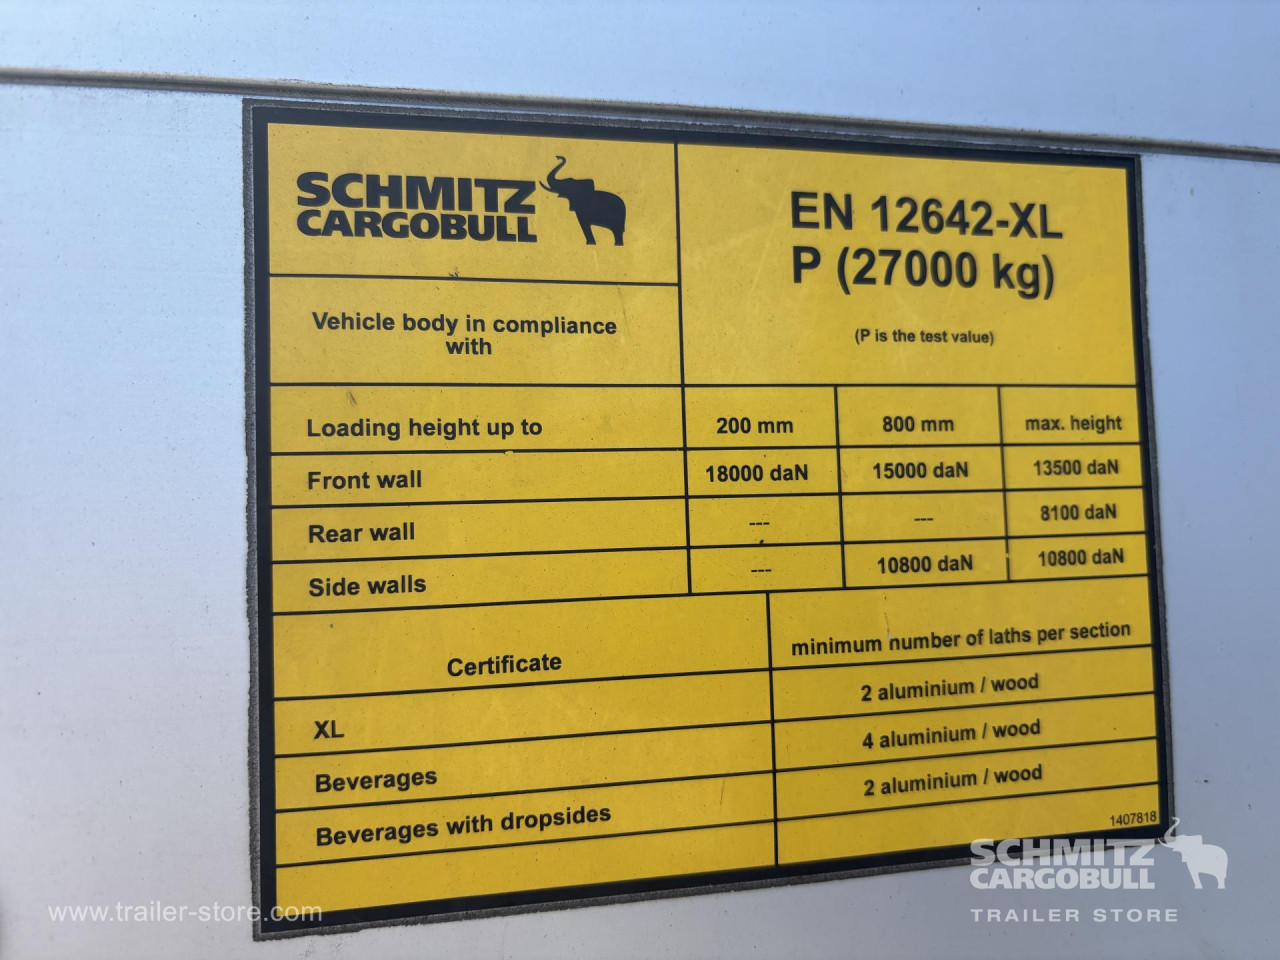 SCHMITZ
CARGOBULL
EN 12642-XL
P (27000 kg)
(P is the test value)
Vehicle body in compliance
with
Loading height up to 200 mm 800 mm max. height
Front wall 18000 daN 15000 daN 13500 daN
Rear wall --- --- 8100 daN
Side walls --- 10800 daN 10800 daN
Certificate minimum number of laths per section
XL 2 aluminium / wood
Beverages 4 aluminium / wood
Beverages with dropsides 2 aluminium / wood
1407818
www.trailer-store.com
SCHMITZ
CARGOBULL
TRAILER STORE